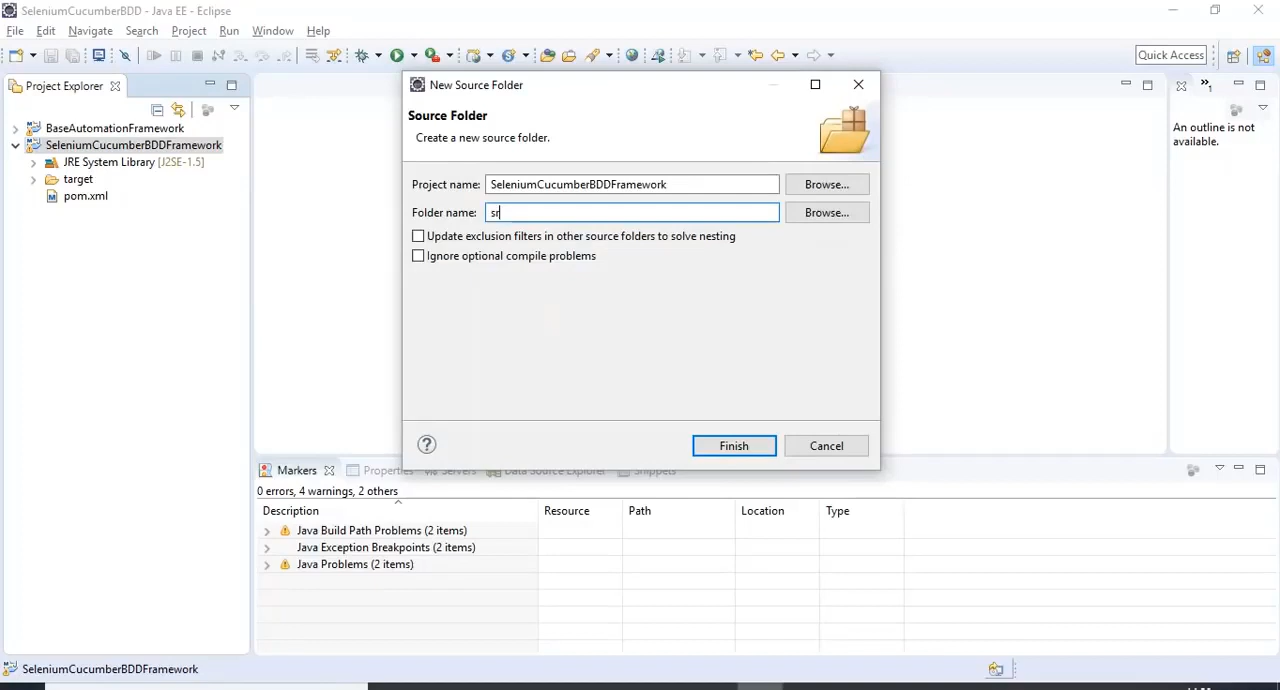 SeleniumCucumberBDD - Java EE - Eclipse
File Edit Navigate Search Project Run Window Help
Quick Access
Project Explorer
BaseAutomationFramework
SeleniumCucumberBDDFramework
JRE System Library [J2SE-1.5]
target
pom.xml
New Source Folder
Source Folder
Create a new source folder.
Project name: SeleniumCucumberBDDFramework Browse...
Folder name: sr Browse...
Update exclusion filters in other source folders to solve nesting
Ignore optional compile problems
Finish Cancel
An outline is not
available.
Markers Properties Servers Data Source Explorer Snippets
0 errors, 4 warnings, 2 others
Description Resource Path Location Type
Java Build Path Problems (2 items)
Java Exception Breakpoints (2 items)
Java Problems (2 items)
SeleniumCucumberBDDFramework